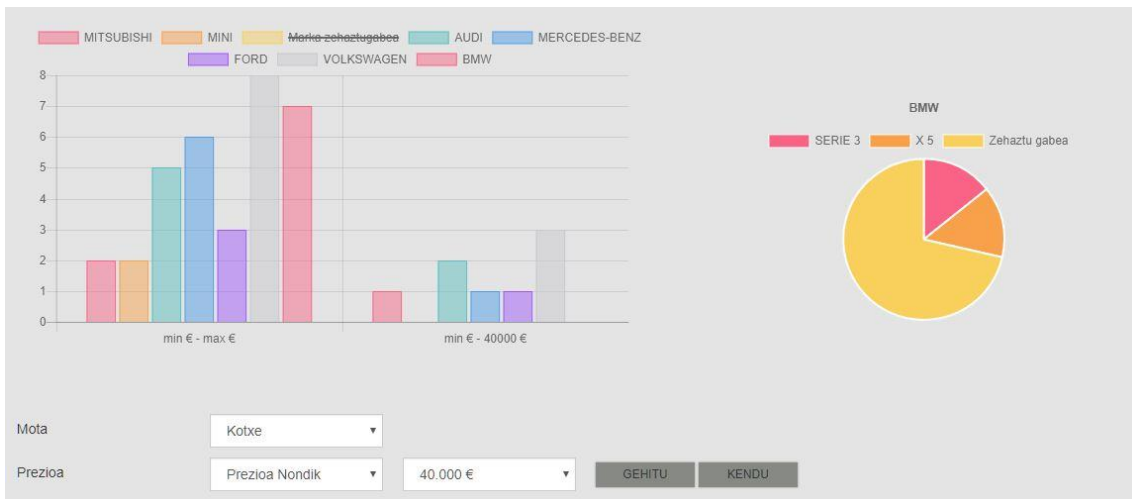 MITSUBISHI MINI Marka zehaztugabea AUDI MERCEDES-BENZ
FORD VOLKSWAGEN BMW
8
7
6
5
4
3
2
1
0
min € - max € min € - 40000 €
BMW
SERIE 3 X 5 Zehaztu gabea
Mota Kotxe
Prezioa Prezioa Nondik 40.000 € GEHITU KENDU